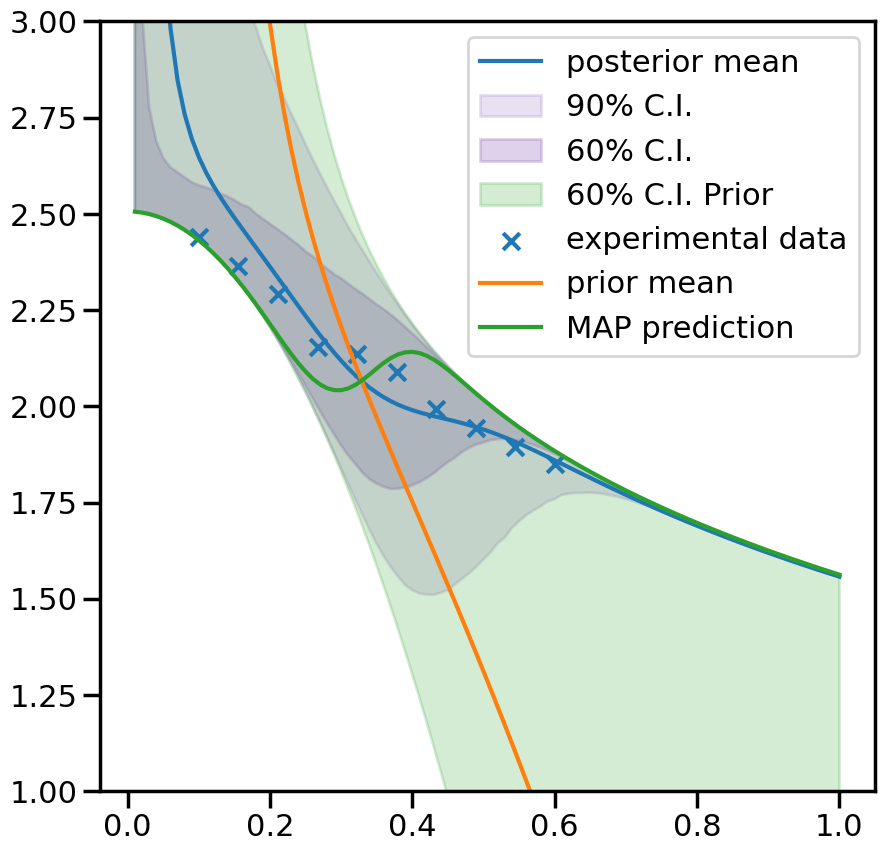 3.00
2.75
2.50
2.25
2.00
1.75
1.50
1.25
1.00
0.0 0.2 0.4 0.6 0.8 1.0
posterior mean
90% C.I.
60% C.I.
60% C.I. Prior
experimental data
prior mean
MAP prediction